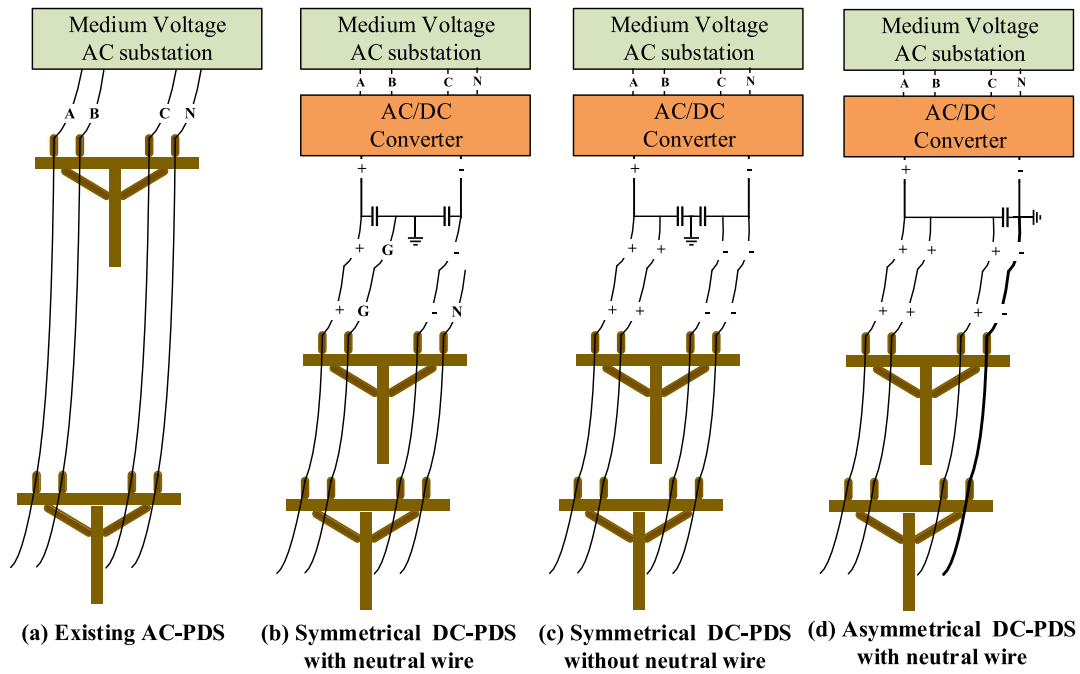 Medium Voltage
AC substation
A B C N
(a) Existing AC-PDS
Medium Voltage
AC substation
A B C N
AC/DC
Converter
+ -
+ G -
+ G - N
(b) Symmetrical DC-PDS
with neutral wire
Medium Voltage
AC substation
A B C N
AC/DC
Converter
+ -
+ + - -
+ + - -
(c) Symmetrical DC-PDS
without neutral wire
Medium Voltage
AC substation
A B C N
AC/DC
Converter
+ -
+ + + -
+ + + -
(d) Asymmetrical DC-PDS
with neutral wire